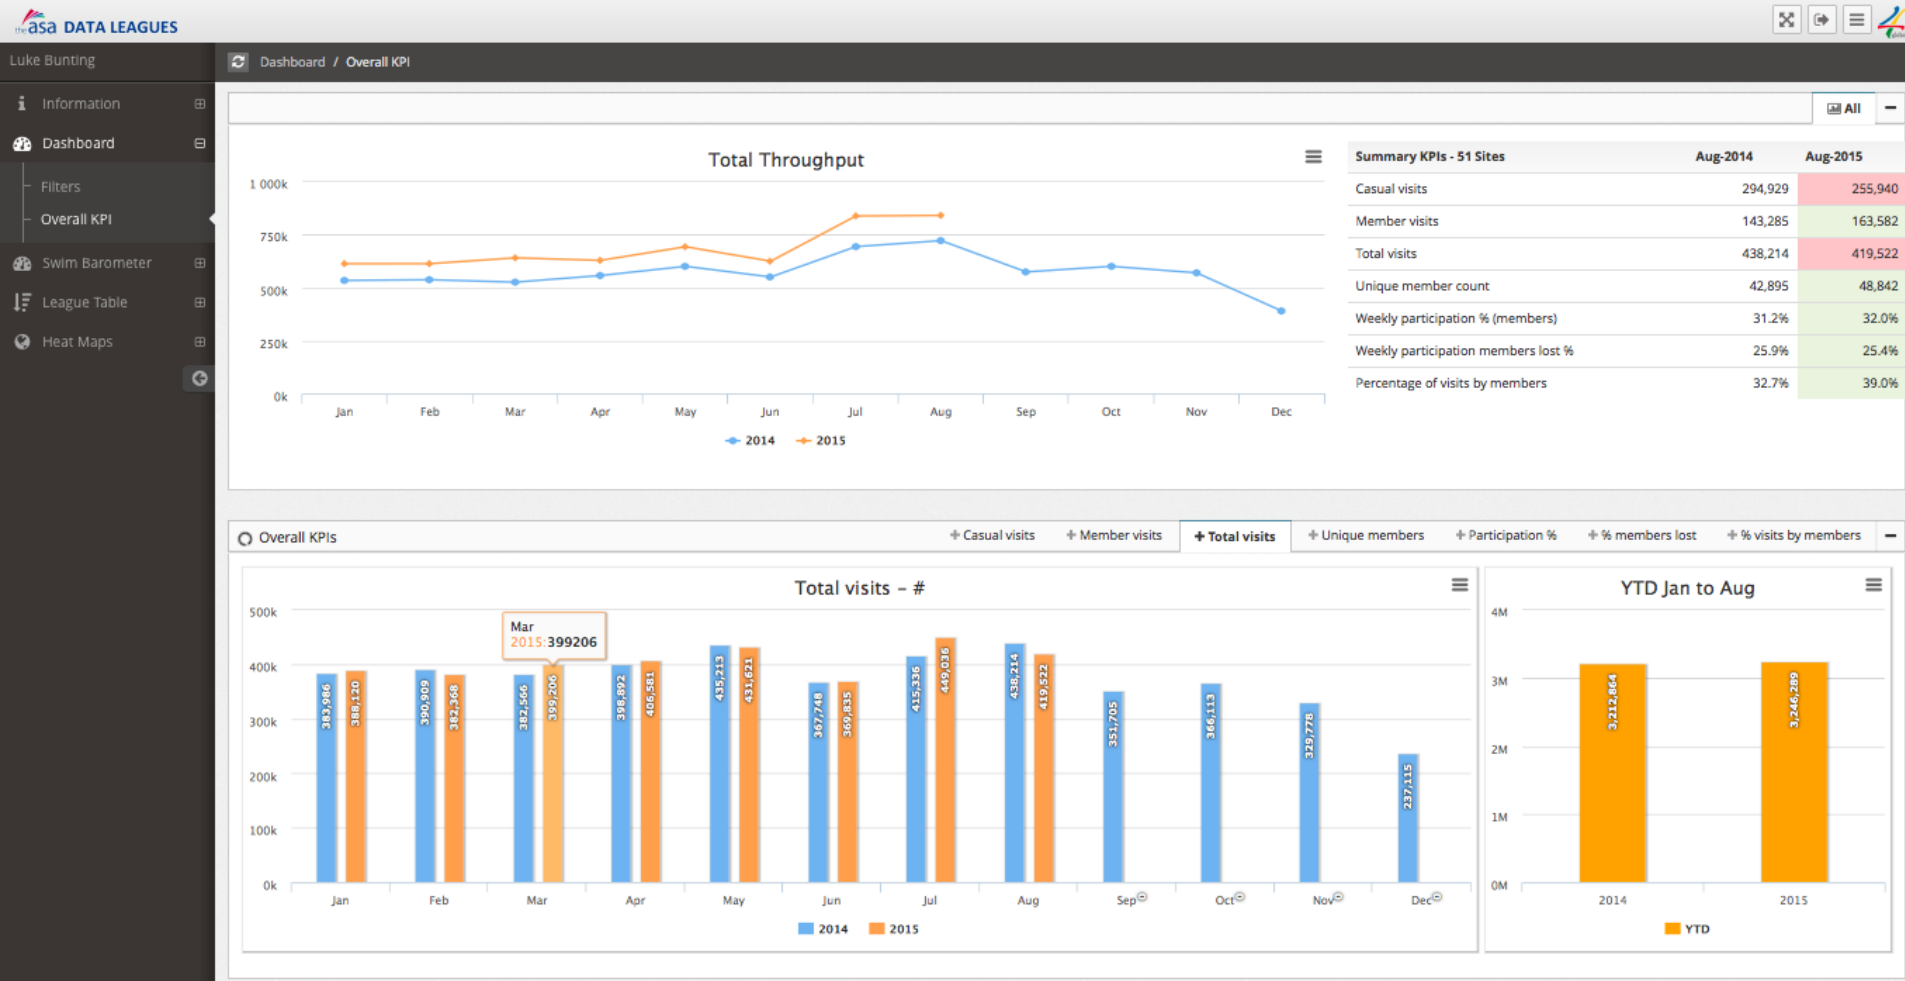 the asa DATA LEAGUES
Luke Bunting
Dashboard / Overall KPI
Information
Dashboard
Filters
Overall KPI
Swim Barometer
League Table
Heat Maps
All
Total Throughput
1 000k
750k
500k
250k
0k
Jan Feb Mar Apr May Jun Jul Aug Sep Oct Nov Dec
2014 2015
Summary KPIs - 51 Sites Aug-2014 Aug-2015
Casual visits 294,929 255,940
Member visits 143,285 163,582
Total visits 438,214 419,522
Unique member count 42,895 48,842
Weekly participation % (members) 31.2% 32.0%
Weekly participation members lost % 25.9% 25.4%
Percentage of visits by members 32.7% 39.0%
Overall KPIs
Casual visits Member visits Total visits Unique members Participation % % members lost % visits by members
Total visits – #
500k
400k
300k
200k
100k
0k
Mar
2015: 399206
383,986 388,120 390,909 382,368 382,566 399,206 398,892 406,581 435,213 431,621 367,748 369,835 415,336 449,036 438,214 419,522 351,705 366,113 329,778 237,115
Jan Feb Mar Apr May Jun Jul Aug Sep Oct Nov Dec
2014 2015
YTD Jan to Aug
4M
3M
2M
1M
0M
3,212,864 3,246,289
2014 2015
YTD